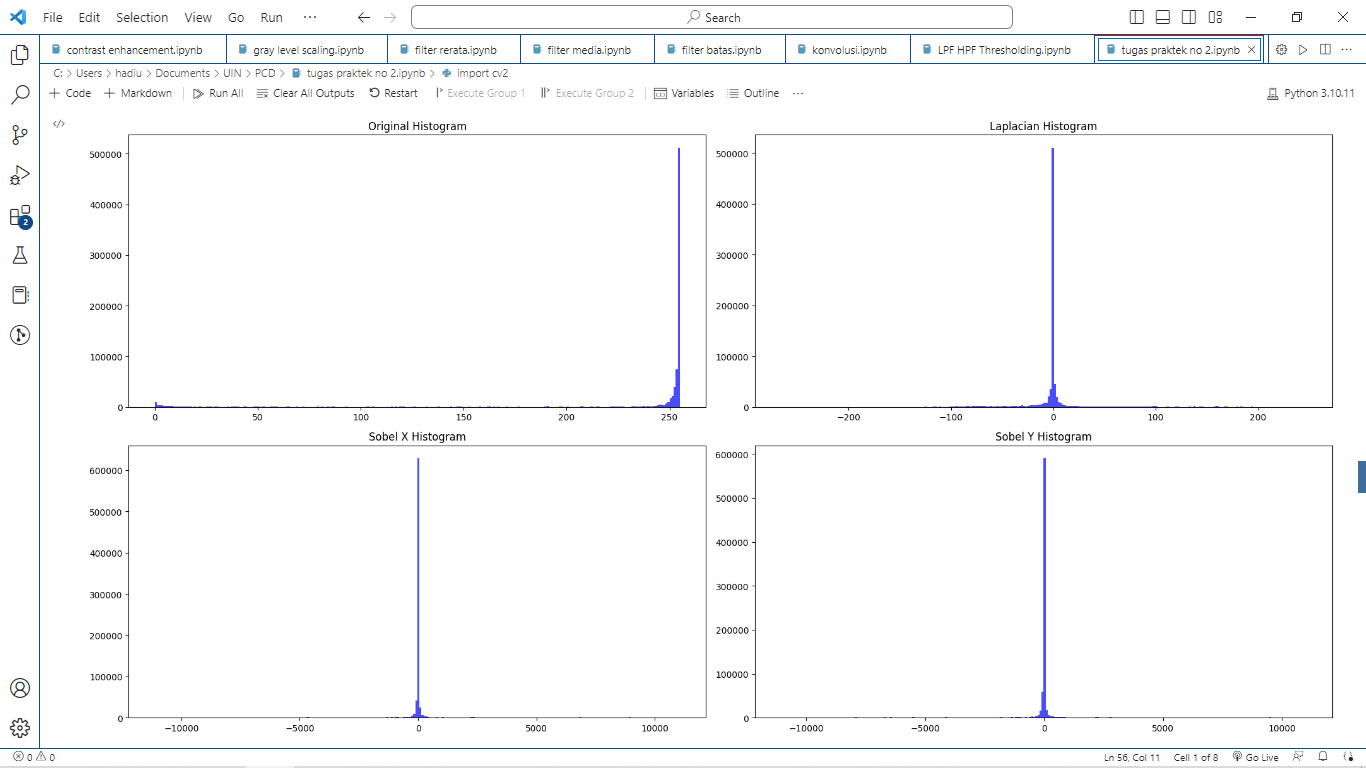 File Edit Selection View Go Run ··· Search
contrast enhancement.ipynb gray level scaling.ipynb filter rerata.ipynb filter media.ipynb filter batas.ipynb konvolusi.ipynb LPF HPF Thresholding.ipynb tugas praktek no 2.ipynb
C: > Users > hadiu > Documents > UIN > PCD > tugas praktek no 2.ipynb > import cv2
+ Code + Markdown Run All Clear All Outputs Restart Execute Group 1 Execute Group 2 Variables Outline ··· Python 3.10.11
2
Original Histogram
500000
400000
300000
200000
100000
0
0 50 100 150 200 250
Laplacian Histogram
500000
400000
300000
200000
100000
0
−200 −100 0 100 200
Sobel X Histogram
600000
500000
400000
300000
200000
100000
0
−10000 −5000 0 5000 10000
Sobel Y Histogram
600000
500000
400000
300000
200000
100000
0
−10000 −5000 0 5000 10000
0 0 Ln 56, Col 11 Cell 1 of 8 Go Live